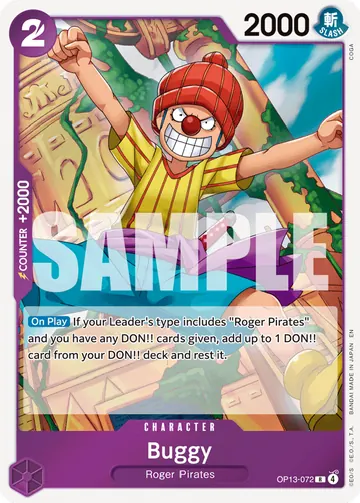 2
2000
斬
SLASH
COGA
COUNTER +2000
SAMPLE
On Play If your Leader's type includes "Roger Pirates"
and you have any DON!! cards given, add up to 1 DON!!
card from your DON!! deck and rest it.
CHARACTER
Buggy
Roger Pirates
OP13-072 R 4
©E.O./S. ©E.O./S., T.A. BANDAI MADE IN JAPAN EN